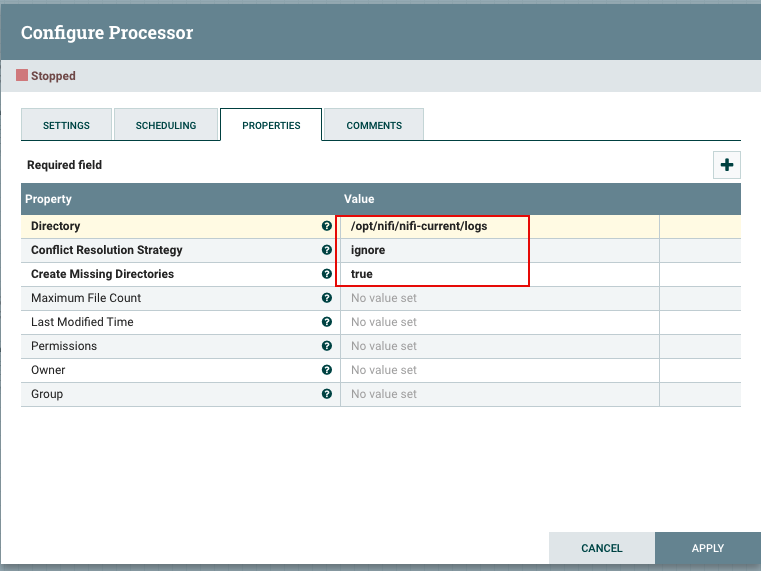 Configure Processor
Stopped
SETTINGS SCHEDULING PROPERTIES COMMENTS
Required field
Property Value
Directory /opt/nifi/nifi-current/logs
Conflict Resolution Strategy ignore
Create Missing Directories true
Maximum File Count No value set
Last Modified Time No value set
Permissions No value set
Owner No value set
Group No value set
CANCEL APPLY